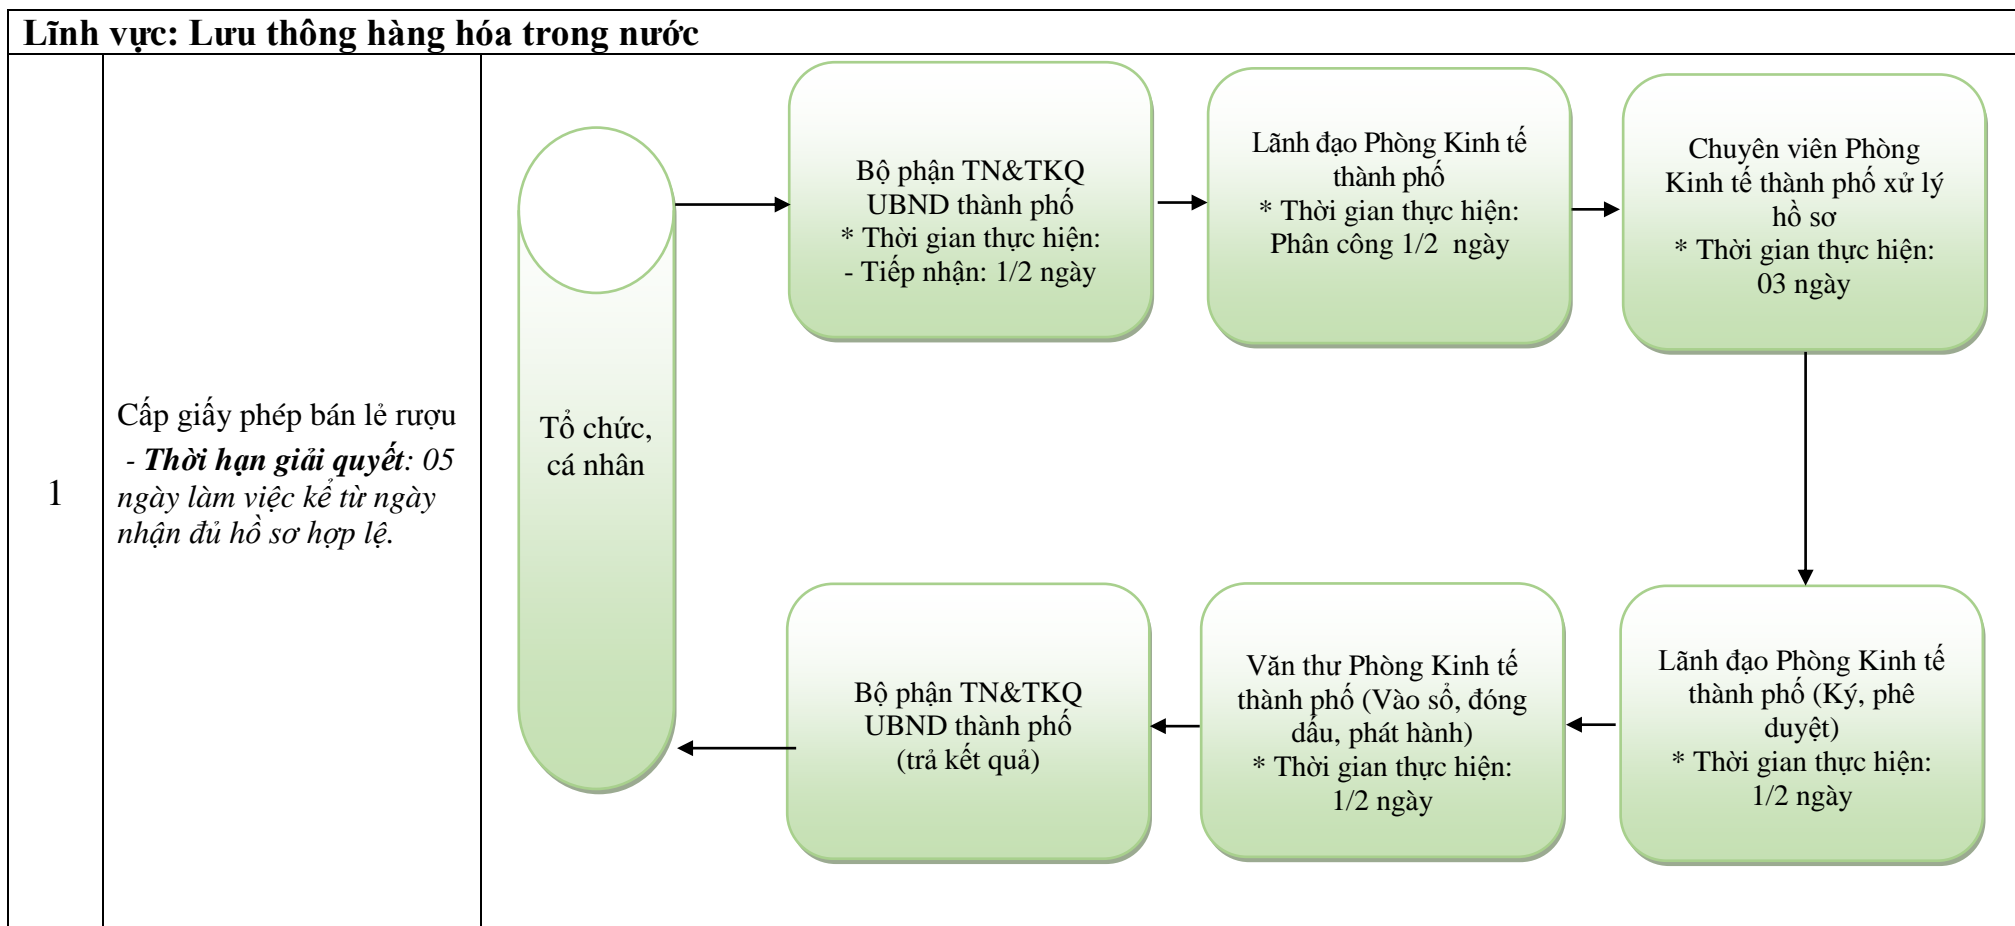 Lĩnh vực: Lưu thông hàng hóa trong nước
1
Cấp giấy phép bán lẻ rượu
- Thời hạn giải quyết: 05
ngày làm việc kể từ ngày
nhận đủ hồ sơ hợp lệ.
Tổ chức,
cá nhân
Bộ phận TN&TKQ
UBND thành phố
* Thời gian thực hiện:
- Tiếp nhận: 1/2 ngày
Lãnh đạo Phòng Kinh tế
thành phố
* Thời gian thực hiện:
Phân công 1/2 ngày
Chuyên viên Phòng
Kinh tế thành phố xử lý
hồ sơ
* Thời gian thực hiện:
03 ngày
Lãnh đạo Phòng Kinh tế
thành phố (Ký, phê
duyệt)
* Thời gian thực hiện:
1/2 ngày
Văn thư Phòng Kinh tế
thành phố (Vào sổ, đóng
dấu, phát hành)
* Thời gian thực hiện:
1/2 ngày
Bộ phận TN&TKQ
UBND thành phố
(trả kết quả)